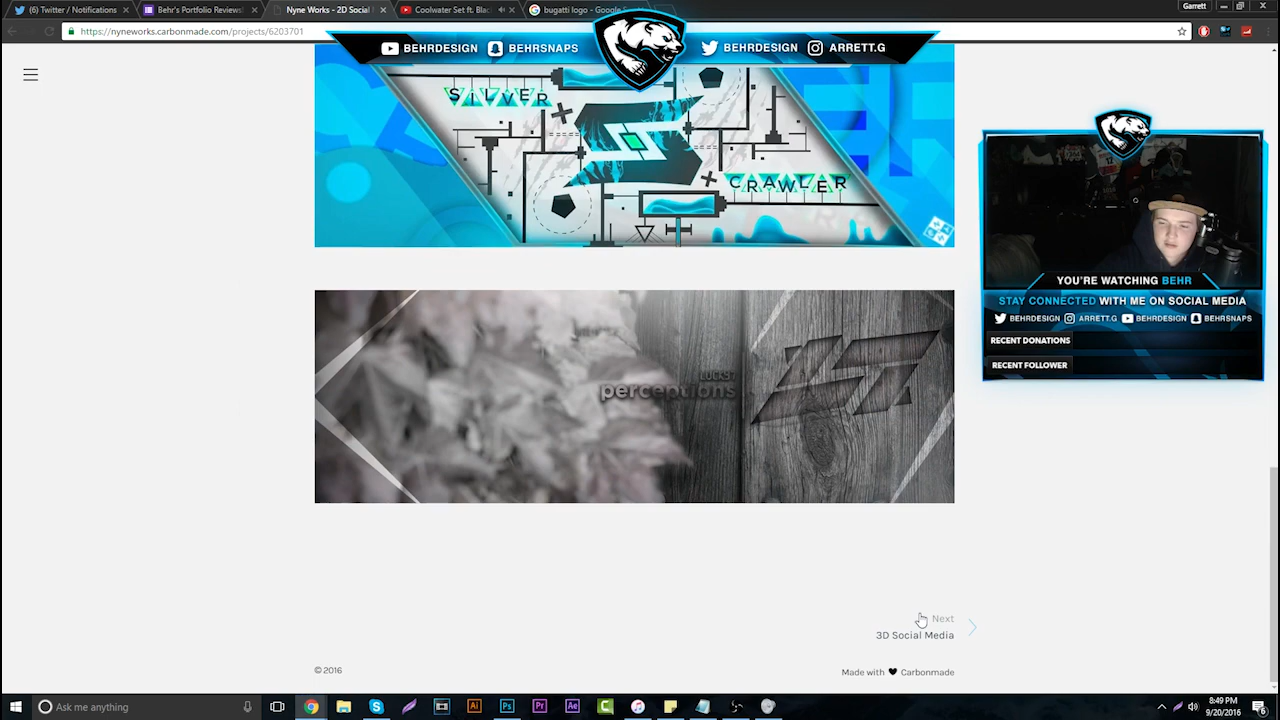 (6) Twitter / Notifications
Behr's Portfolio Reviews!
Nyne Works - 2D Social
Coolwater Set ft. Blac
bugatti logo - Google Se
Garrett
https://nyneworks.carbonmade.com/projects/6203701
BEHRDESIGN
BEHRSNAPS
BEHRDESIGN
ARRETT.G
SILVER
CRAWLER
YOU'RE WATCHING BEHR
STAY CONNECTED WITH ME ON SOCIAL MEDIA
BEHRDESIGN ARRETT.G BEHRDESIGN BEHRSNAPS
RECENT DONATIONS
RECENT FOLLOWER
perceptions
Next
3D Social Media
© 2016
Made with ♥ Carbonmade
Ask me anything
8:49 PM
9/20/2016